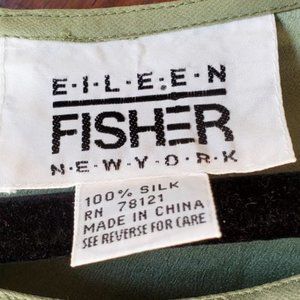 E·I·L·E·E·N
FISHER
N·E·W·Y·O·R·K
100% SILK
RN 78121
MADE IN CHINA
SEE REVERSE FOR CARE